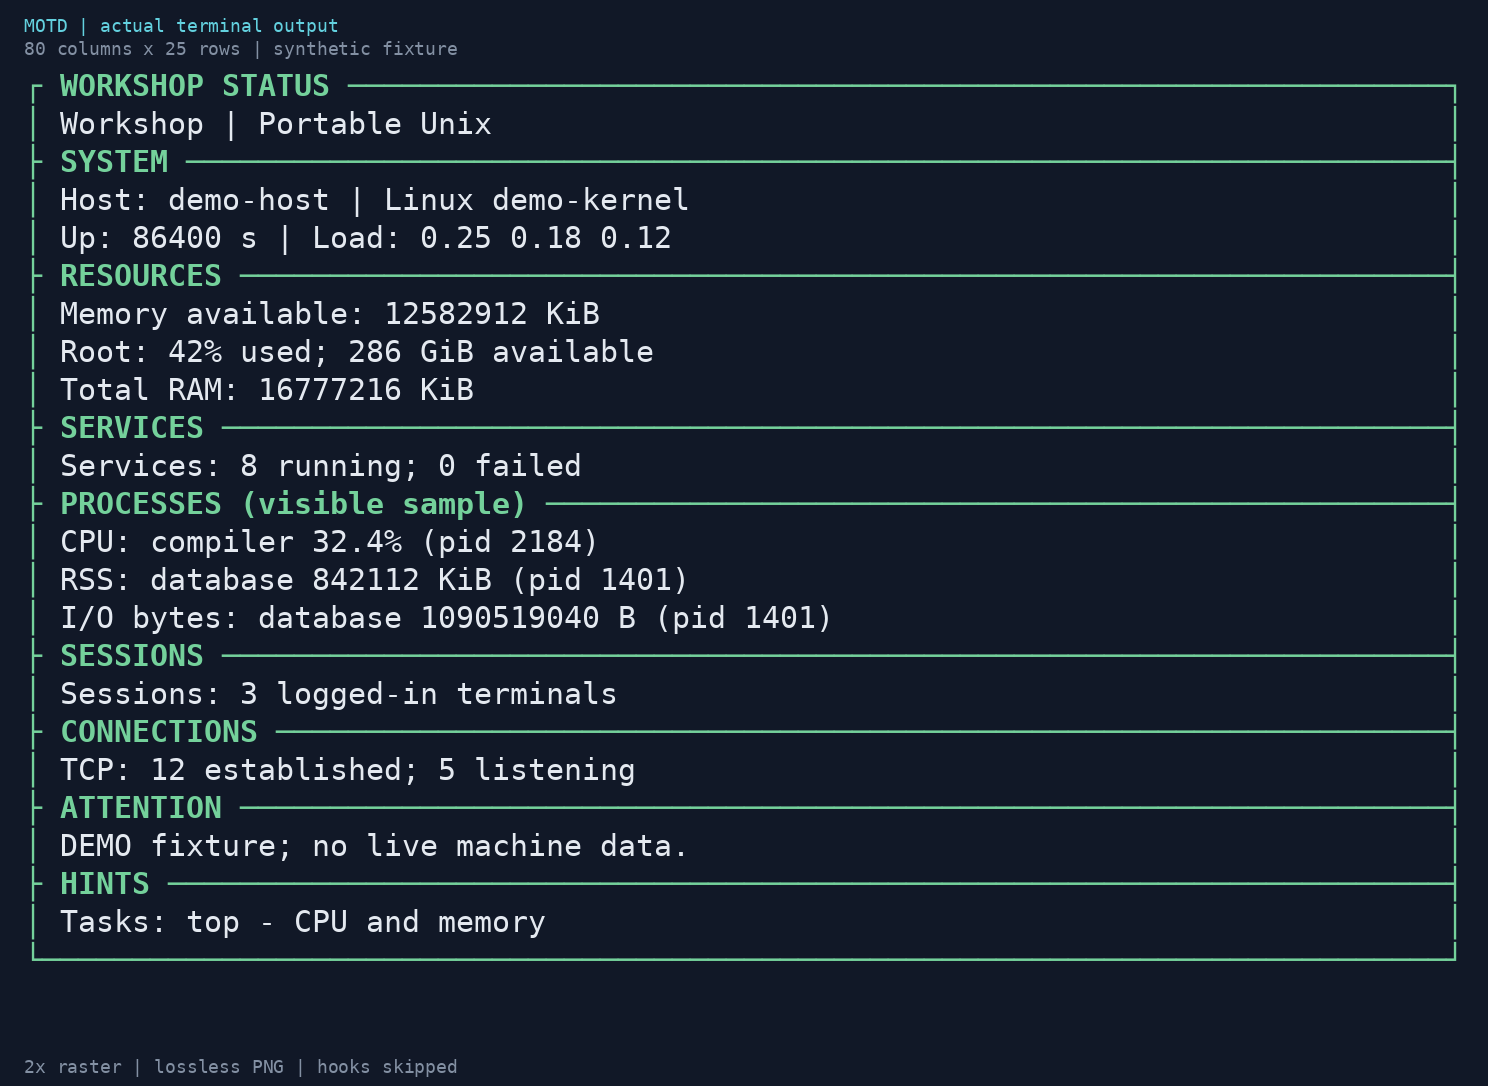 MOTD | actual terminal output
80 columns x 25 rows | synthetic fixture
WORKSHOP STATUS
Workshop | Portable Unix
SYSTEM
Host: demo-host | Linux demo-kernel
Up: 86400 s | Load: 0.25 0.18 0.12
RESOURCES
Memory available: 12582912 KiB
Root: 42% used; 286 GiB available
Total RAM: 16777216 KiB
SERVICES
Services: 8 running; 0 failed
PROCESSES (visible sample)
CPU: compiler 32.4% (pid 2184)
RSS: database 842112 KiB (pid 1401)
I/O bytes: database 1090519040 B (pid 1401)
SESSIONS
Sessions: 3 logged-in terminals
CONNECTIONS
TCP: 12 established; 5 listening
ATTENTION
DEMO fixture; no live machine data.
HINTS
Tasks: top - CPU and memory
2x raster | lossless PNG | hooks skipped